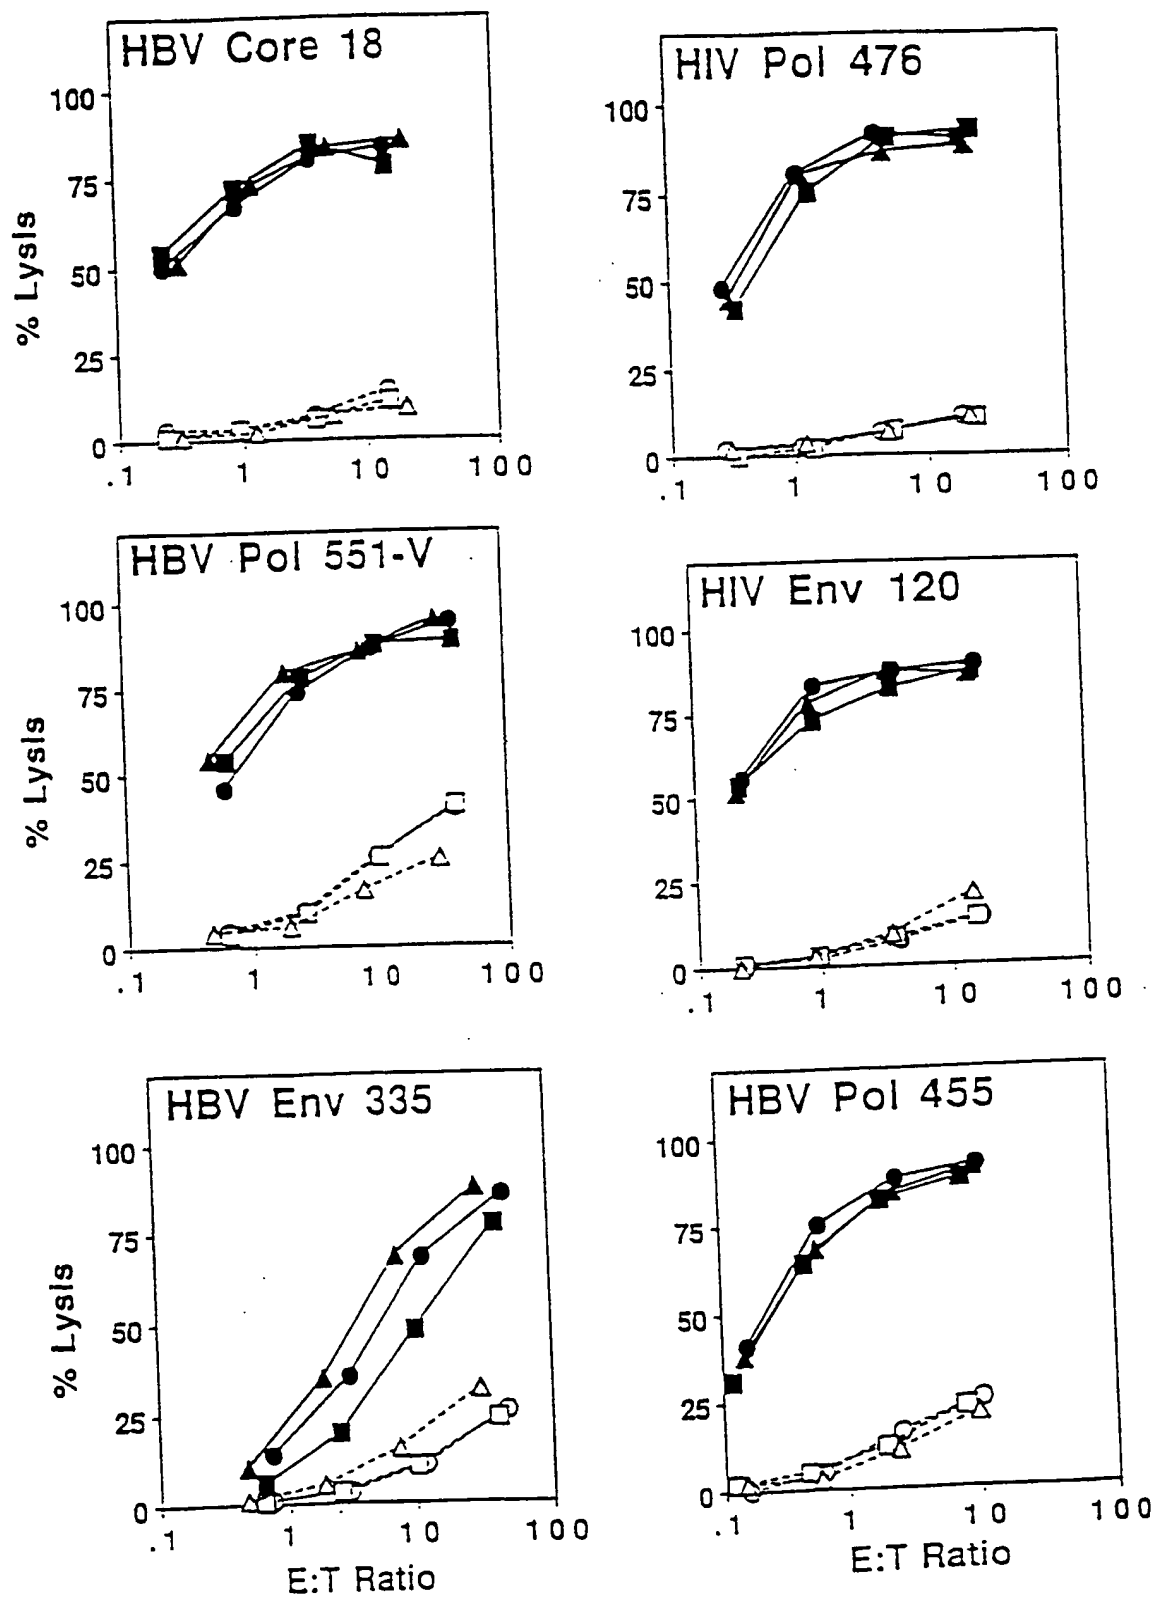 HBV Core 18
100
75
50
25
0
% Lysis
.1 1 10 100
HIV Pol 476
100
75
50
25
0
.1 1 10 100
HBV Pol 551-V
100
75
50
25
0
% Lysis
.1 1 10 100
HIV Env 120
100
75
50
25
0
.1 1 10 100
HBV Env 335
100
75
50
25
0
% Lysis
.1 1 10 100
E:T Ratio
HBV Pol 455
100
75
50
25
0
.1 1 10 100
E:T Ratio